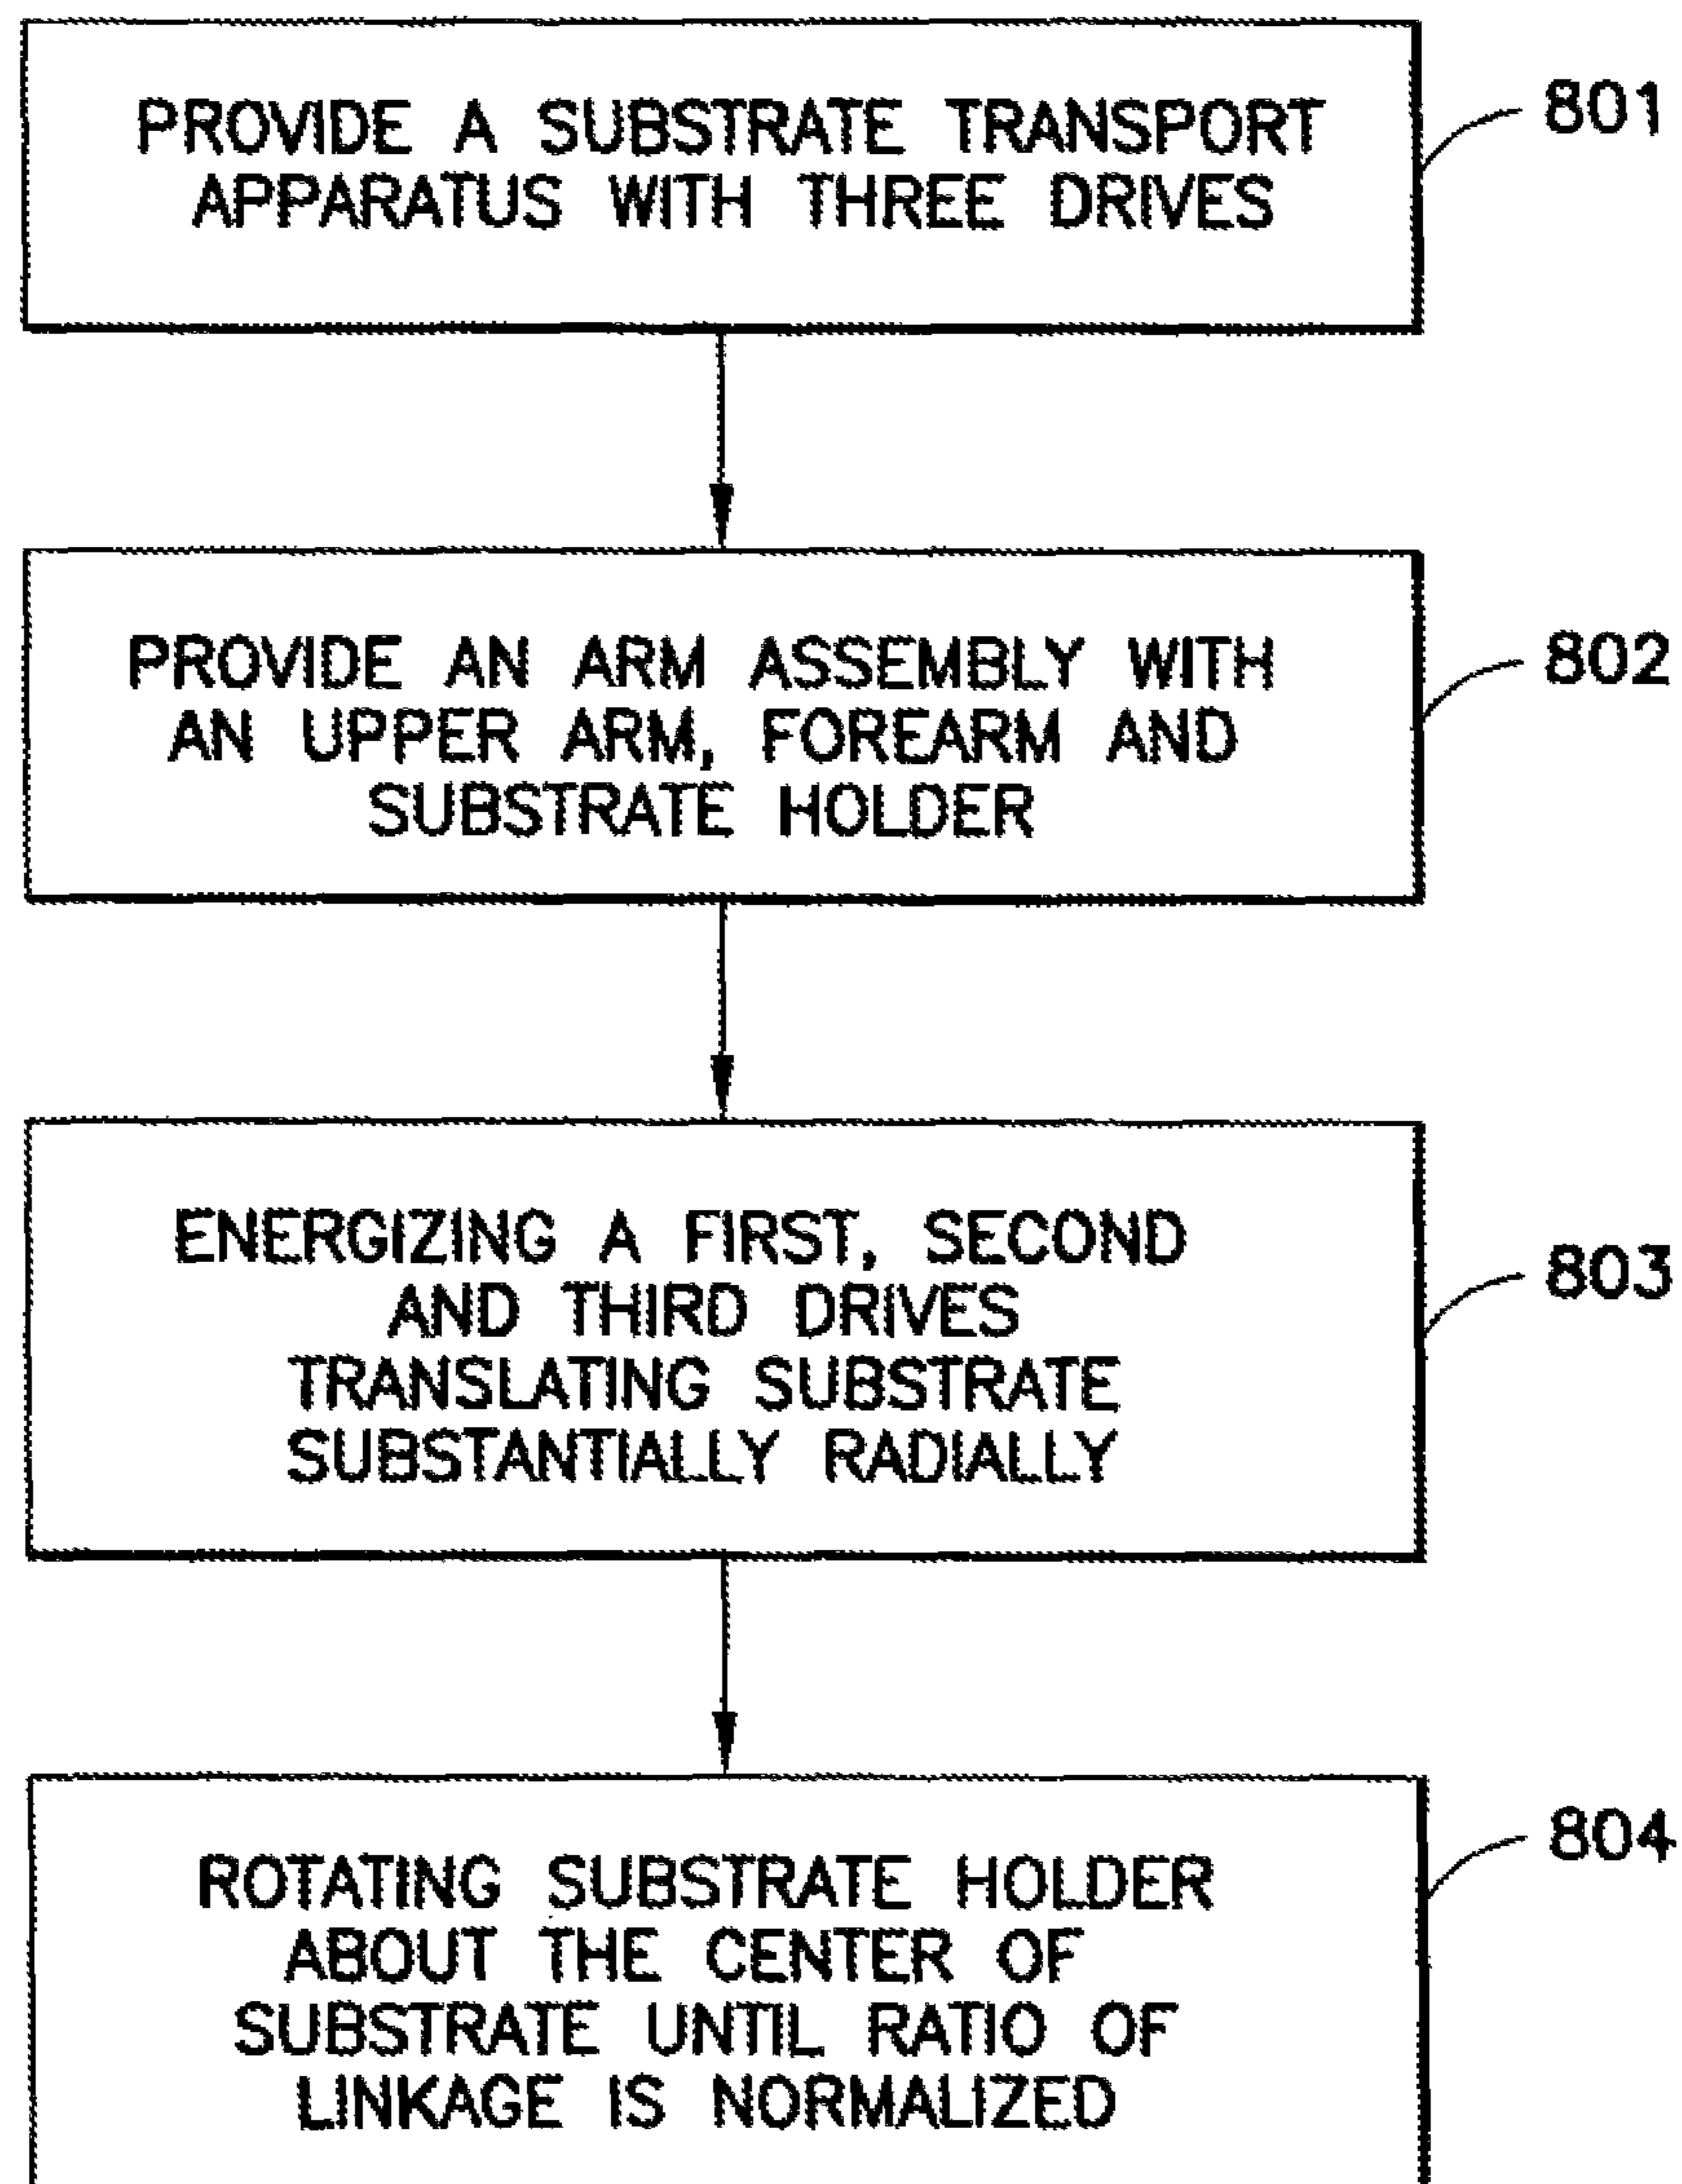 PROVIDE A SUBSTRATE TRANSPORT
APPARATUS WITH THREE DRIVES
801
PROVIDE AN ARM ASSEMBLY WITH
AN UPPER ARM, FOREARM AND
SUBSTRATE HOLDER
802
ENERGIZING A FIRST, SECOND
AND THIRD DRIVES
TRANSLATING SUBSTRATE
SUBSTANTIALLY RADIALLY
803
ROTATING SUBSTRATE HOLDER
ABOUT THE CENTER OF
SUBSTRATE UNTIL RATIO OF
LINKAGE IS NORMALIZED
804